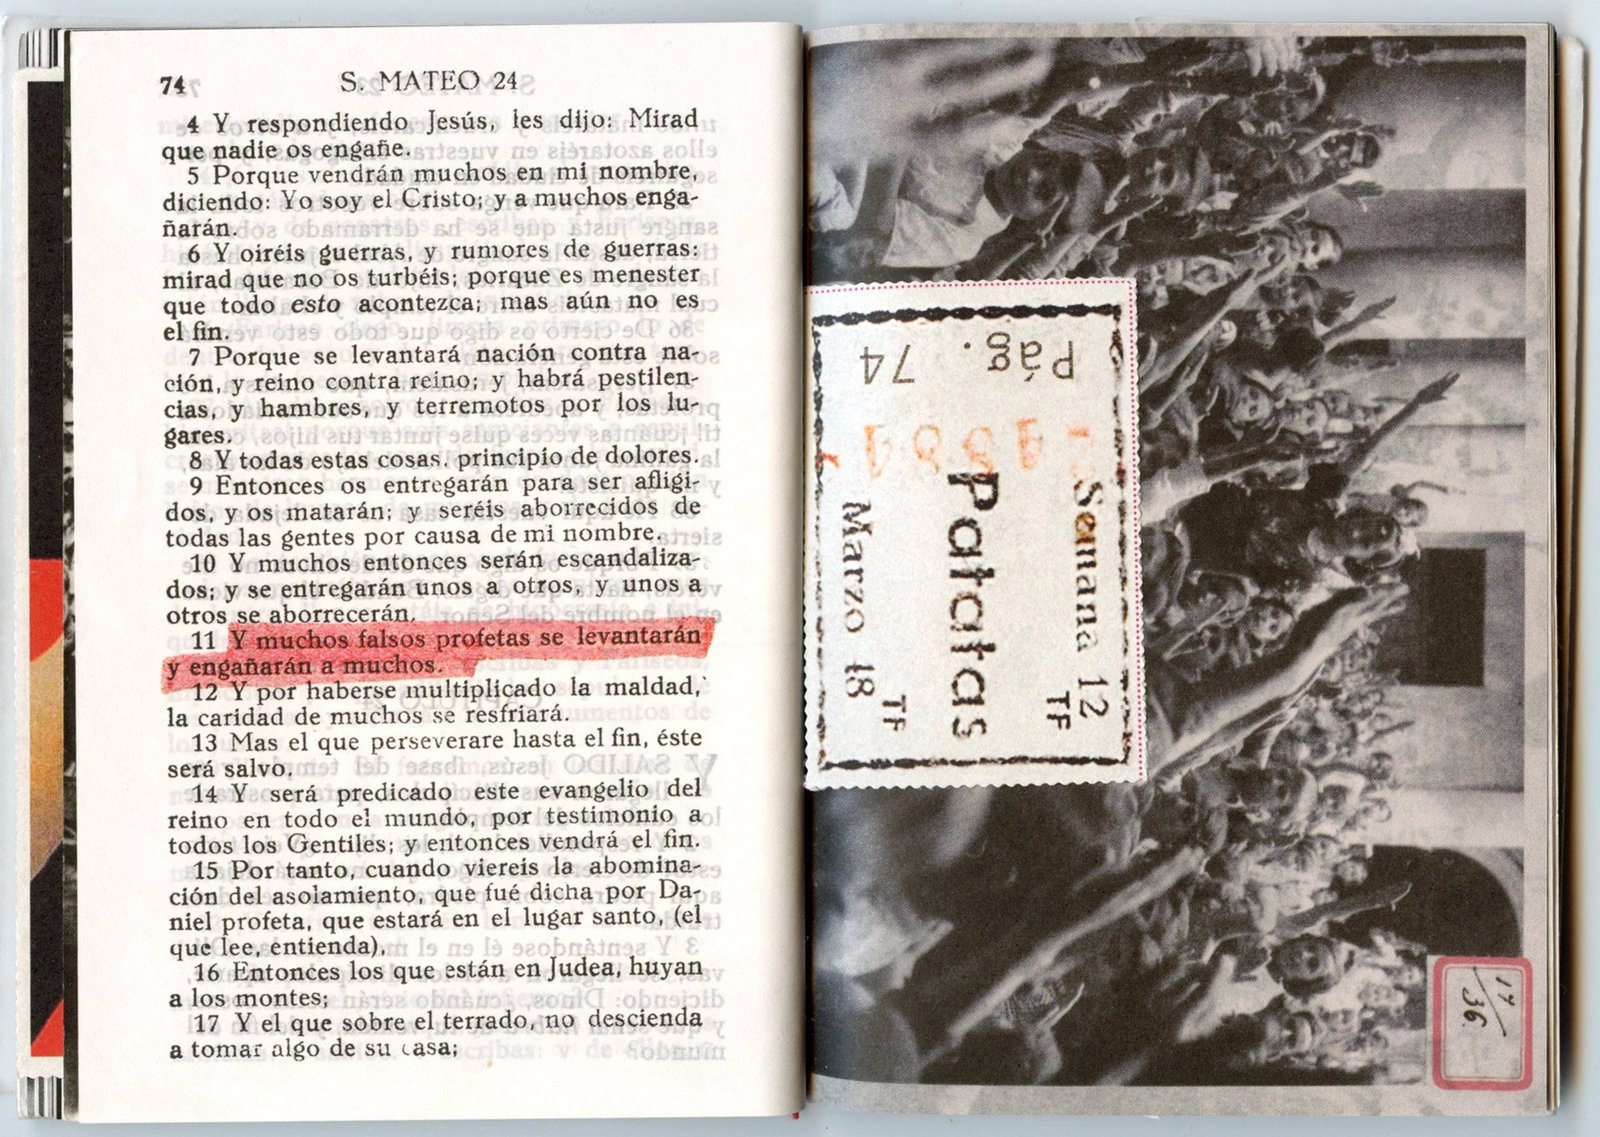 74
S. MATEO 24
4 Y respondiendo Jesús, les dijo: Mirad
que nadie os engañe.
5 Porque vendrán muchos en mi nombre,
diciendo: Yo soy el Cristo; y a muchos enga-
ñarán.
6 Y oiréis guerras, y rumores de guerras:
mirad que no os turbéis; porque es menester
que todo esto acontezca; mas aún no es
el fin.
7 Porque se levantará nación contra na-
ción, y reino contra reino; y habrá pestilen-
cias, y hambres, y terremotos por los lu-
gares.
8 Y todas estas cosas, principio de dolores.
9 Entonces os entregarán para ser afligi-
dos, y os matarán; y seréis aborrecidos de
todas las gentes por causa de mi nombre.
10 Y muchos entonces serán escandaliza-
dos; y se entregarán unos a otros, y unos a
otros se aborrecerán.
11 Y muchos falsos profetas se levantarán
y engañarán a muchos.
12 Y por haberse multiplicado la maldad,
la caridad de muchos se resfriará.
13 Mas el que perseverare hasta el fin, éste
será salvo.
14 Y será predicado este evangelio del
reino en todo el mundo, por testimonio a
todos los Gentiles; y entonces vendrá el fin.
15 Por tanto, cuando viereis la abomina-
ción del asolamiento, que fué dicha por Da-
niel profeta, que estará en el lugar santo, (el
que lee, entienda),
16 Entonces los que están en Judea, huyan
a los montes;
17 Y el que sobre el terrado, no descienda
a tomar algo de su casa;
Pág. 74
Semana 12 TF
Patatas
Marzo 18 TF
17/36